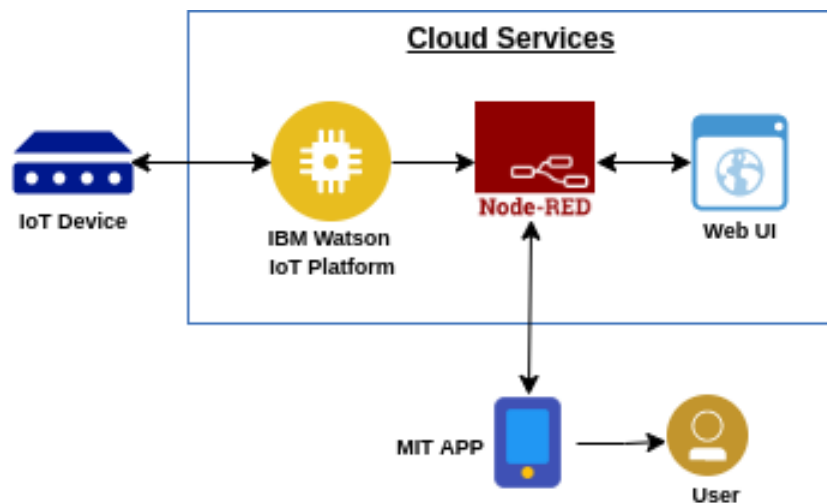 Cloud Services
IoT Device
IBM Watson
IoT Platform
Node-RED
Web UI
MIT APP
User